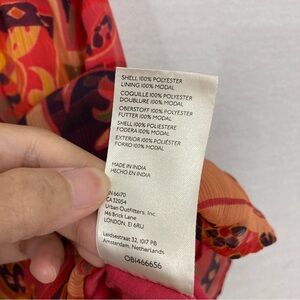 SHELL 100% POLYESTER
LINING 100% MODAL
COQUILLE 100% POLYESTER
DOUBLURE 100% MODAL
OBERSTOFF 100% POLYESTER
FUTTER 100% MODAL
SHELL 100% POLIESTERE
FODERA 100% MODAL
EXTERIOR 100% POLIÉSTER
FORRO 100% MODAL
MADE IN INDIA
HECHO EN INDIA
RN 66170
CA 32054
Urban Outfitters, Inc.
146 Brick Lane
LONDON, E1 6RU
Leidsestraat 32, 1017 PB
Amsterdam, Netherlands
OB1466656